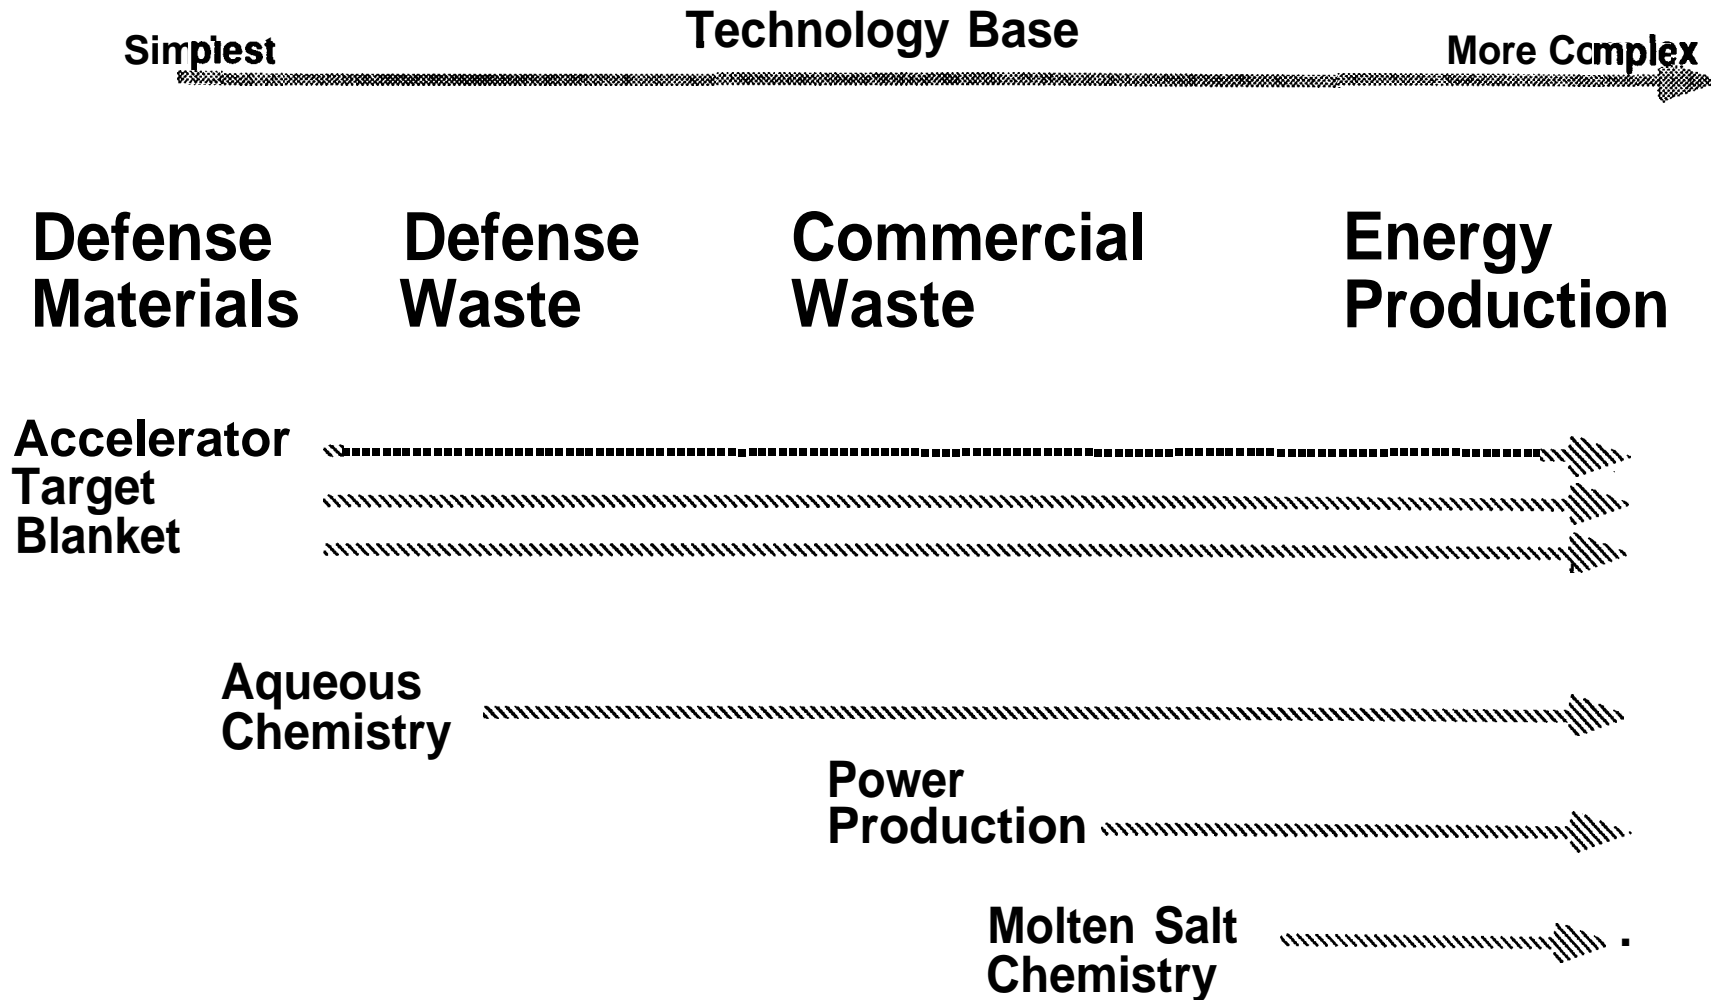 Technology Base
Simplest
More Complex
Defense
Materials
Defense
Waste
Commercial
Waste
Energy
Production
Accelerator
Target
Blanket
Aqueous
Chemistry
Power
Production
Molten Salt
Chemistry